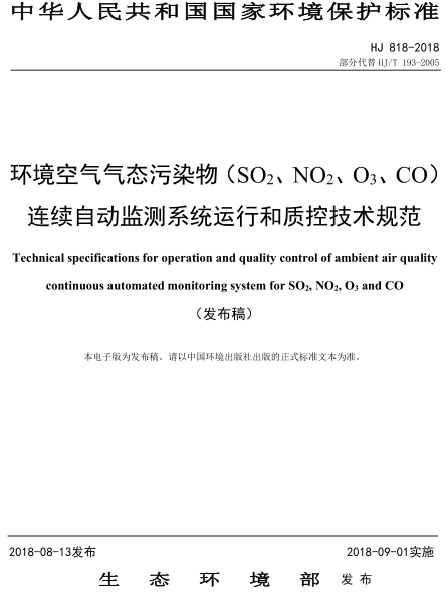 中华人民共和国国家环境保护标准
HJ 818-2018
部分代替 HJ/T 193-2005
环境空气气态污染物（SO₂、NO₂、O₃、CO）
连续自动监测系统运行和质控技术规范
Technical specifications for operation and quality control of ambient air quality
continuous automated monitoring system for SO₂, NO₂, O₃ and CO
（发布稿）
本电子版为发布稿。请以中国环境出版社出版的正式标准文本为准。
2018-08-13发布 2018-09-01实施
生态环境部 发布